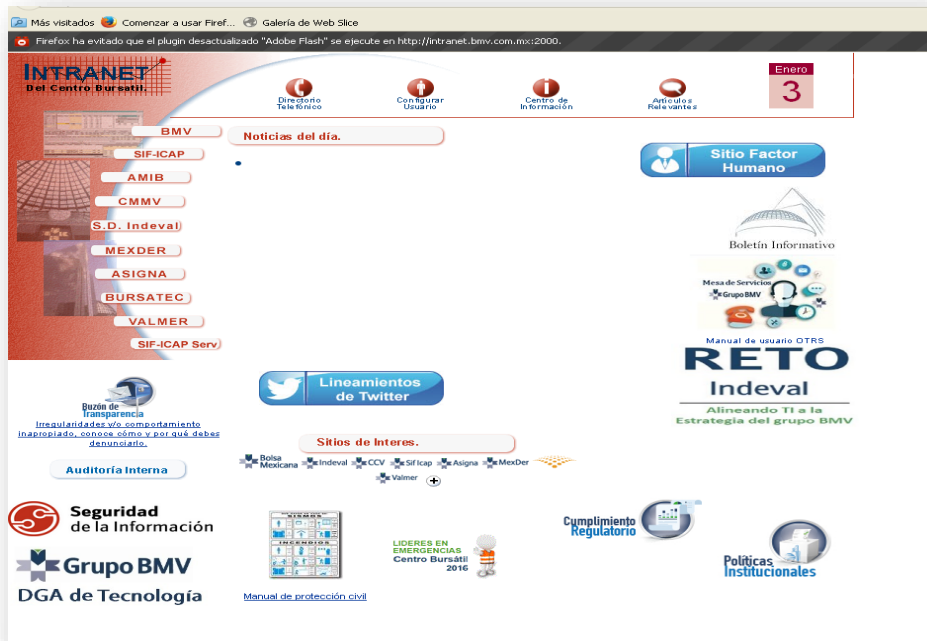 Más visitados Comenzar a usar Firef... Galería de Web Slice
Firefox ha evitado que el plugin desactualizado "Adobe Flash" se ejecute en http://intranet.bmv.com.mx:2000.
INTRANET
Del Centro Bursatil.
Directorio
Telefónico
Configurar
Usuario
Centro de
Información
Articulos
Relevantes
Enero
3
BMV
SIF-ICAP
AMIB
CMMV
S.D. Indeval
MEXDER
ASIGNA
BURSATEC
VALMER
SIF-ICAP Serv
Noticias del día.
Sitio Factor
Humano
Boletín Informativo
Mesa de Servicios
Grupo BMV
Manual de usuario OTRS
RETO
Indeval
Alineando TI a la
Estrategia del grupo BMV
Lineamientos
de Twitter
Buzón de
Transparencia
Irregularidades y/o comportamiento
inapropiado, conoce cómo y por qué debes
denunciarlo.
Auditoría Interna
Sitios de Interes.
Bolsa
Mexicana
Indeval
CCV
Sif Icap
Asigna
MexDer
Valmer
Seguridad
de la Información
Grupo BMV
DGA de Tecnología
SISMOS
INCENDIOS
Manual de protección civil
LIDERES EN
EMERGENCIAS
Centro Bursátil
2016
Cumplimiento
Regulatorio
Políticas
Institucionales